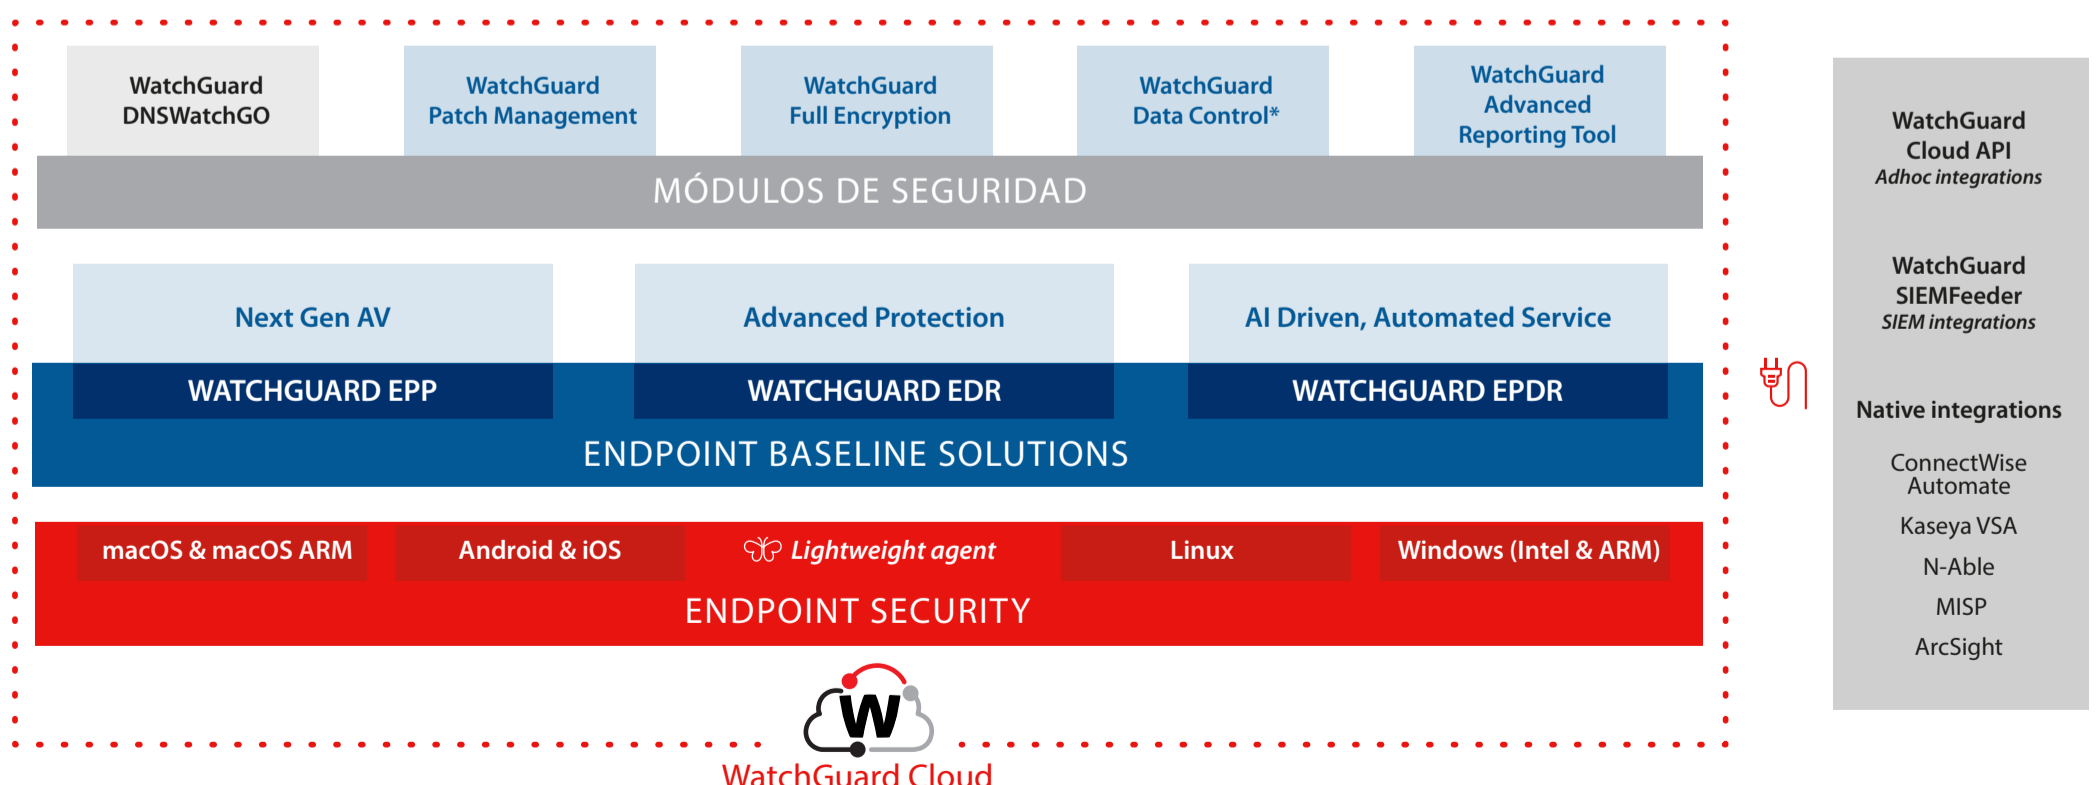 WatchGuard
DNSWatchGO
WatchGuard
Patch Management
WatchGuard
Full Encryption
WatchGuard
Data Control*
WatchGuard
Advanced
Reporting Tool
MÓDULOS DE SEGURIDAD
Next Gen AV
Advanced Protection
AI Driven, Automated Service
WATCHGUARD EPP
WATCHGUARD EDR
WATCHGUARD EPDR
ENDPOINT BASELINE SOLUTIONS
macOS & macOS ARM
Android & iOS
Lightweight agent
Linux
Windows (Intel & ARM)
ENDPOINT SECURITY
W
WatchGuard Cloud
WatchGuard
Cloud API
Adhoc integrations
WatchGuard
SIEMFeeder
SIEM integrations
Native integrations
ConnectWise
Automate
Kaseya VSA
N-Able
MISP
ArcSight